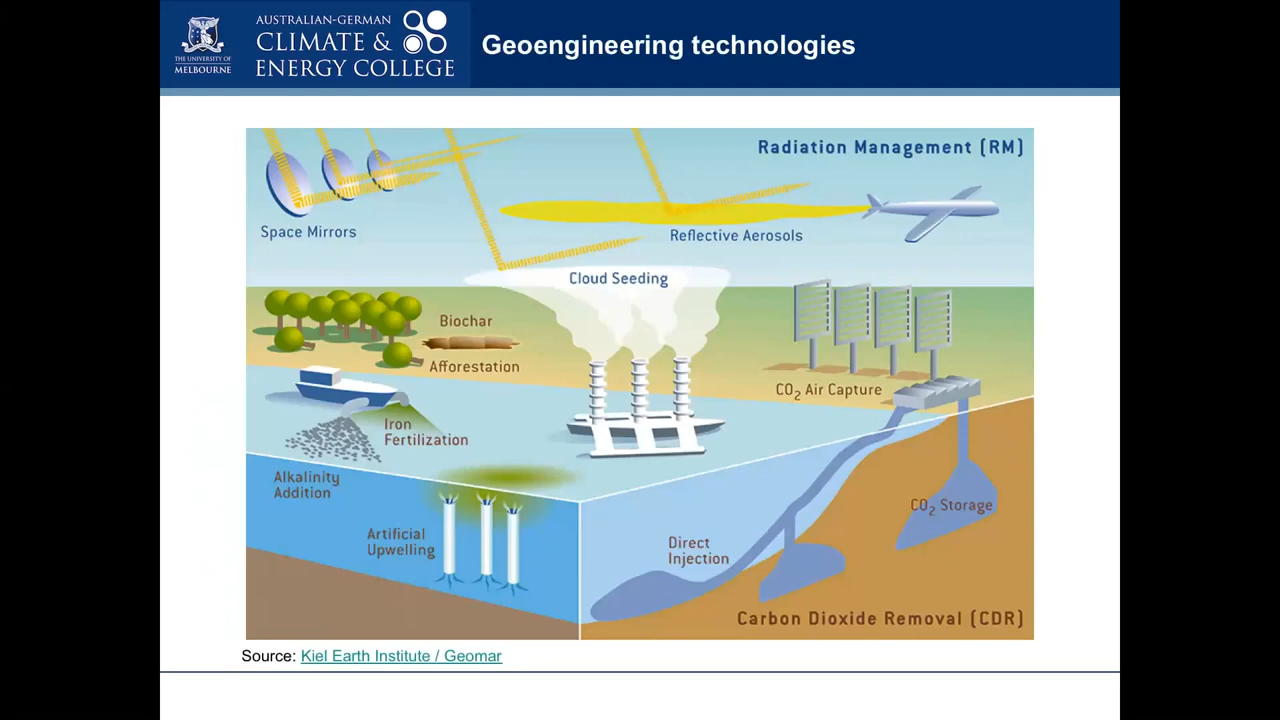 THE UNIVERSITY OF
MELBOURNE
AUSTRALIAN-GERMAN
CLIMATE &
ENERGY COLLEGE
Geoengineering technologies
Radiation Management (RM)
Space Mirrors
Reflective Aerosols
Cloud Seeding
Biochar
Afforestation
CO₂ Air Capture
Iron
Fertilization
Alkalinity
Addition
CO₂ Storage
Artificial
Upwelling
Direct
Injection
Carbon Dioxide Removal (CDR)
Source: Kiel Earth Institute / Geomar